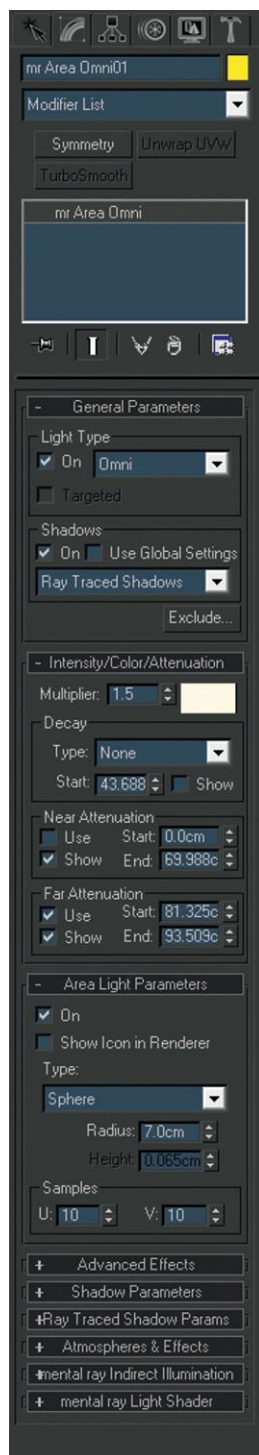 mr Area Omni01
Modifier List
Symmetry Unwrap UVW
TurboSmooth
mr Area Omni
- General Parameters
Light Type
On Omni
Targeted
Shadows
On Use Global Settings
Ray Traced Shadows
Exclude...
- Intensity/Color/Attenuation
Multiplier: 1.5
Decay
Type: None
Start: 43.688 Show
Near Attenuation
Use Start: 0.0cm
Show End: 69.988c
Far Attenuation
Use Start: 81.325c
Show End: 93.509c
- Area Light Parameters
On
Show Icon in Renderer
Type:
Sphere
Radius: 7.0cm
Height: 0.065cm
Samples
U: 10 V: 10
+ Advanced Effects
+ Shadow Parameters
+Ray Traced Shadow Params
+ Atmospheres & Effects
+mental ray Indirect Illumination
+ mental ray Light Shader